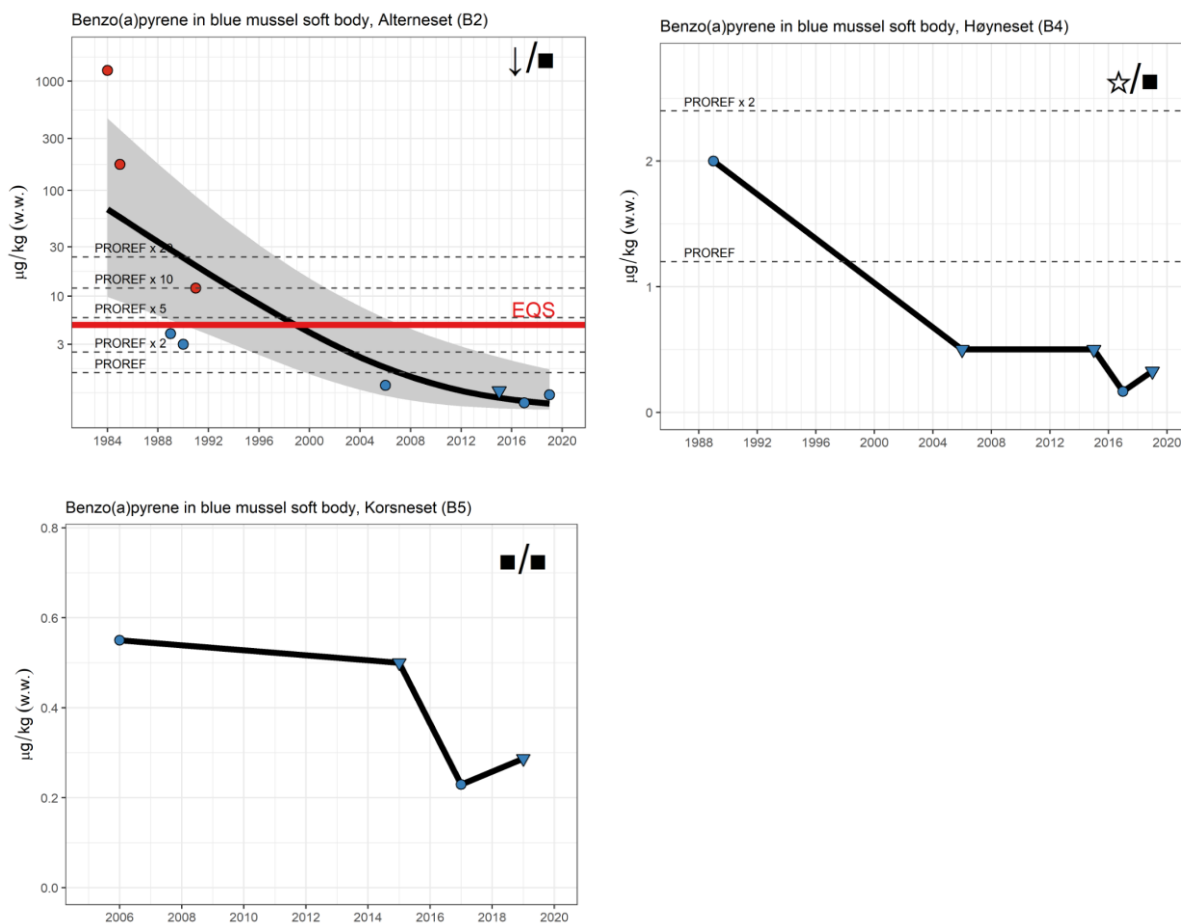 Benzo(a)pyrene in blue mussel soft body, Alterneset (B2)
↓/■
1000
300
100
30
10
3
µg/kg (w.w.)
PROREF x 20
PROREF x 10
PROREF x 5
EQS
PROREF x 2
PROREF
1984 1988 1992 1996 2000 2004 2008 2012 2016 2020
Benzo(a)pyrene in blue mussel soft body, Høyneset (B4)
☆/■
PROREF x 2
2
PROREF
1
0
µg/kg (w.w.)
1988 1992 1996 2000 2004 2008 2012 2016 2020
Benzo(a)pyrene in blue mussel soft body, Korsneset (B5)
■/■
0.8
0.6
0.4
0.2
0.0
µg/kg (w.w.)
2006 2008 2010 2012 2014 2016 2018 2020